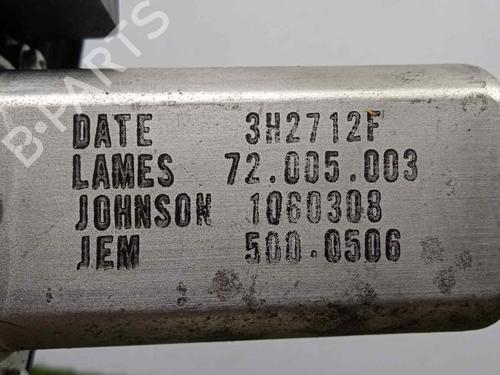 B-PARTS
DATE 3H2712F
LAMES 72.005.003
JOHNSON 1060308
JEM 500.0506